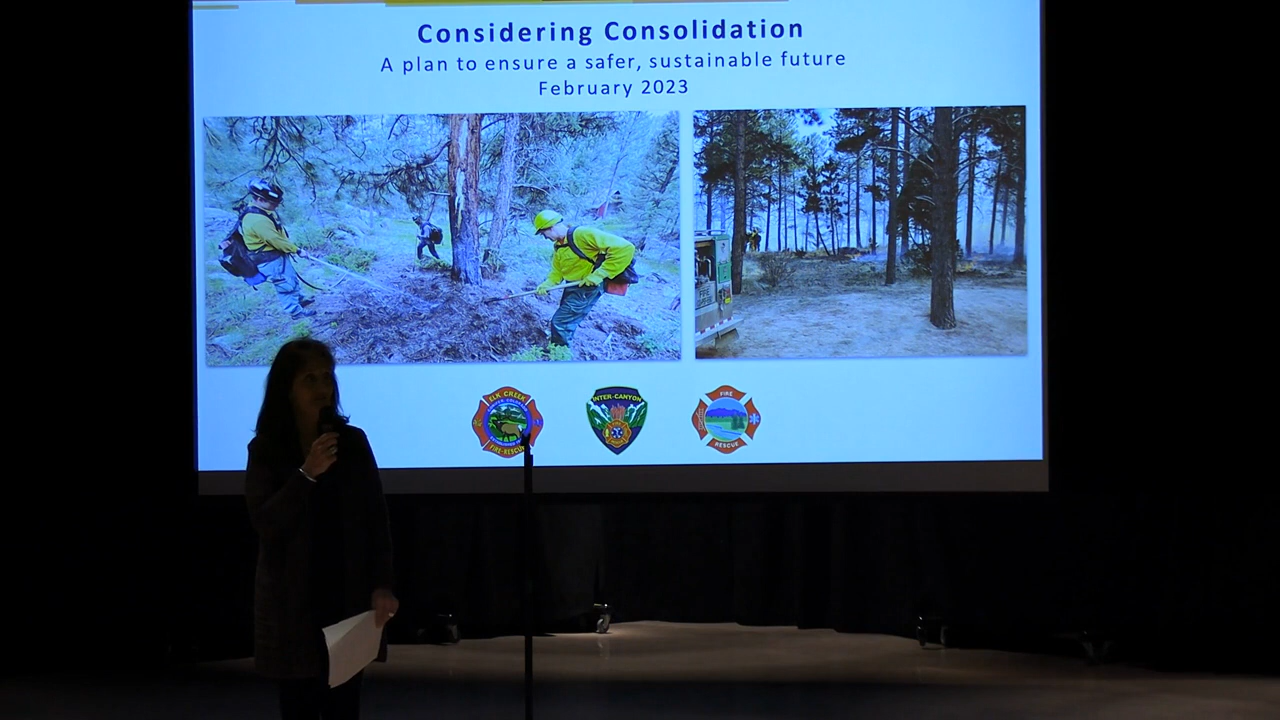 Considering Consolidation
A plan to ensure a safer, sustainable future
February 2023
ELK CREEK
FIRE-RESCUE
INTER-CANYON
FIRE
RESCUE